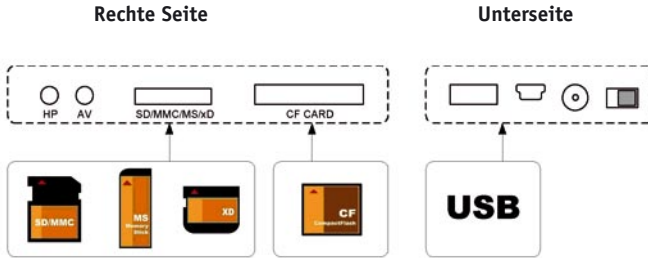 Rechte Seite
Unterseite
HP AV SD/MMC/MS/xD CF CARD
SD/MMC
MS
Memory
Stick
XD
CF
CompactFlash
USB